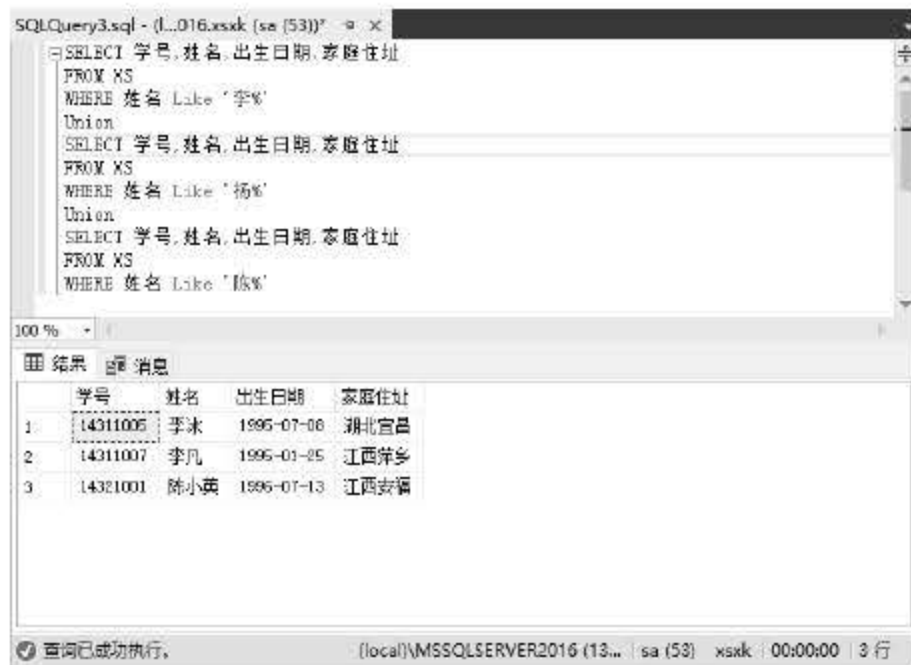 SQLQuery3.sql - (l...016.xsxk (sa (53))* ×
SELECT 学号,姓名,出生日期,家庭住址
FROM XS
WHERE 姓名 Like '李%'
Union
SELECT 学号,姓名,出生日期,家庭住址
FROM XS
WHERE 姓名 Like '杨%'
Union
SELECT 学号,姓名,出生日期,家庭住址
FROM XS
WHERE 姓名 Like '陈%'
100 %
结果 消息
学号 姓名 出生日期 家庭住址
1 14311005 李冰 1995-07-08 湖北宜昌
2 14311007 李凡 1995-01-25 江西萍乡
3 14321001 陈小英 1996-07-13 江西安福
查询已成功执行。 (local)\MSSQLSERVER2016 (13... sa (53) xsxk 00:00:00 3 行